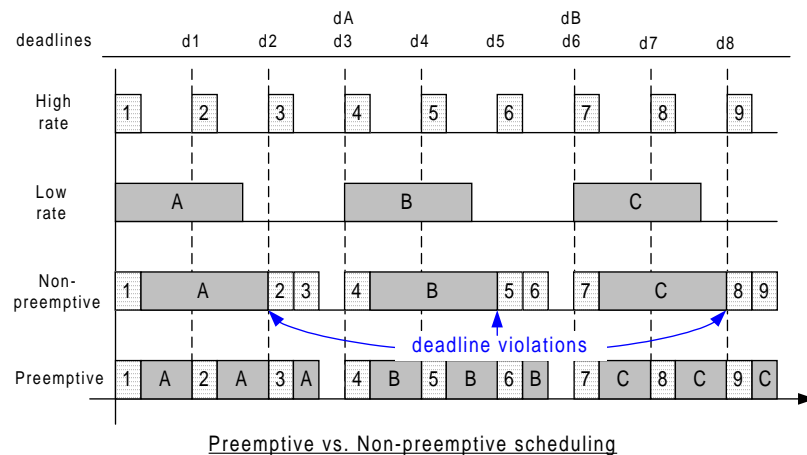 dA dB
deadlines d1 d2 d3 d4 d5 d6 d7 d8
High
rate
1 2 3 4 5 6 7 8 9
Low
rate
A B C
Non-
preemptive
1 A 2 3 4 B 5 6 7 C 8 9
deadline violations
Preemptive
1 A 2 A 3 A 4 B 5 B 6 B 7 C 8 C 9 C
Preemptive vs. Non-preemptive scheduling